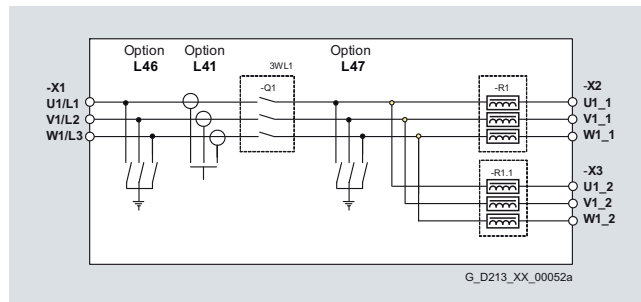 Option Option Option
L46 L41 L47
3WL1
-X1 -Q1 -R1 -X2
U1/L1 U1_1
V1/L2 V1_1
W1/L3 W1_1
-R1.1 -X3
U1_2
V1_2
W1_2
G_D213_XX_00052a